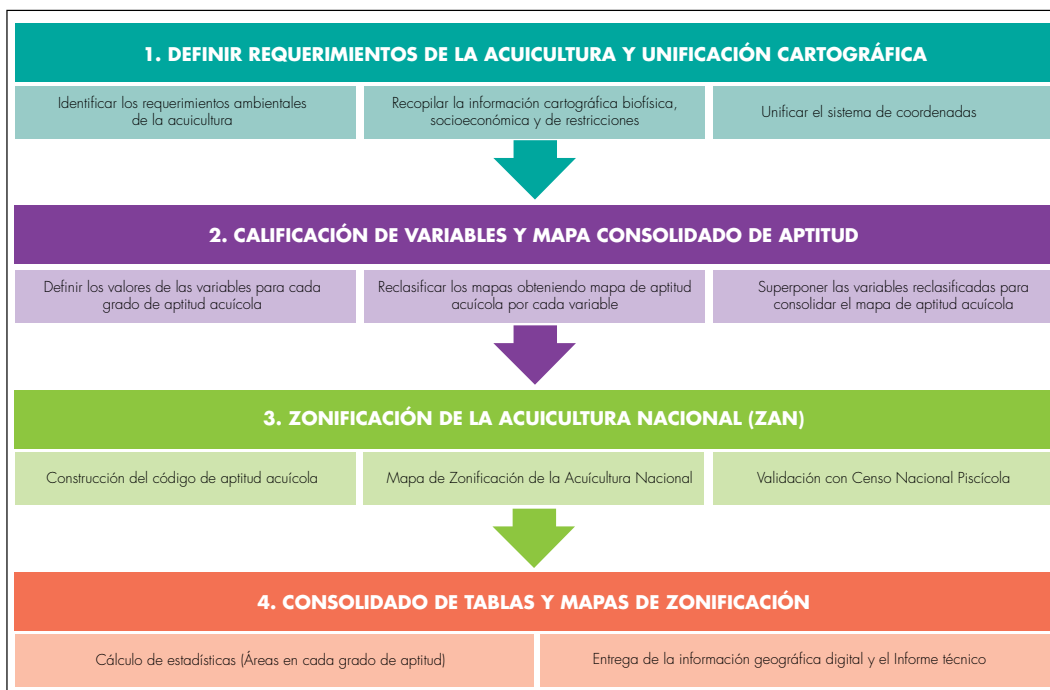 1. DEFINIR REQUERIMIENTOS DE LA ACUICULTURA Y UNIFICACIÓN CARTOGRÁFICA
Identificar los requerimientos ambientales
de la acuicultura
Recopilar la información cartográfica biofísica,
socioeconómica y de restricciones
Unificar el sistema de coordenadas
2. CALIFICACIÓN DE VARIABLES Y MAPA CONSOLIDADO DE APTITUD
Definir los valores de las variables para cada
grado de aptitud acuícola
Reclasificar los mapas obteniendo mapa de aptitud
acuícola por cada variable
Superponer las variables reclasificadas para
consolidar el mapa de aptitud acuícola
3. ZONIFICACIÓN DE LA ACUICULTURA NACIONAL (ZAN)
Construcción del código de aptitud acuícola
Mapa de Zonificación de la Acuícultura Nacional
Validación con Censo Nacional Piscícola
4. CONSOLIDADO DE TABLAS Y MAPAS DE ZONIFICACIÓN
Cálculo de estadísticas (Áreas en cada grado de aptitud)
Entrega de la información geográfica digital y el Informe técnico